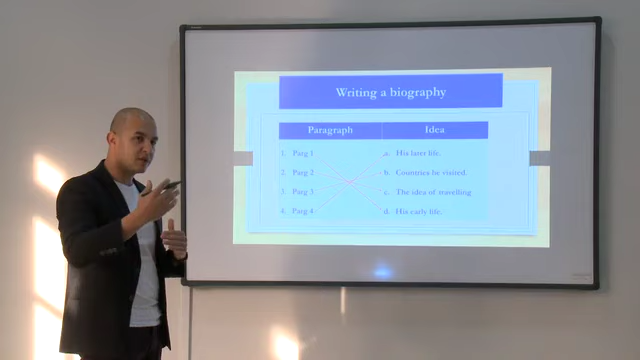 Writing a biography
Paragraph Idea
1. Parg 1 a. His later life.
2. Parg 2 b. Countries he visited.
3. Parg 3 c. The idea of travelling
4. Parg 4 d. His early life.